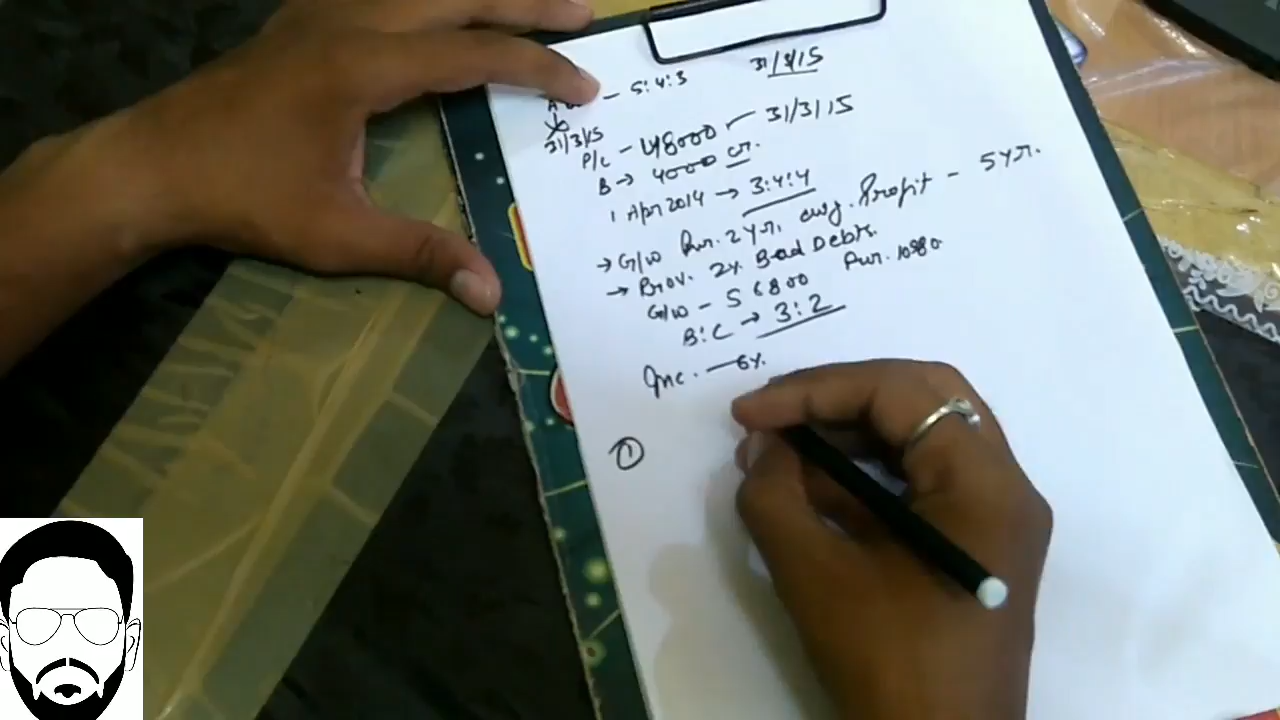 – 5:4:3 31/3/15
31/3/15
P/C – 48000 31/3/15
B → 4000 cr.
1 Apr 2014 → 3:4:4
→ G/W Pur. 2 yr. avg. Profit – 5 yr.
→ Prov. 2%. Bad Debts.
G/W – 56800 Pur. 10880
B:C → 3:2
Inc. – 6%.
①